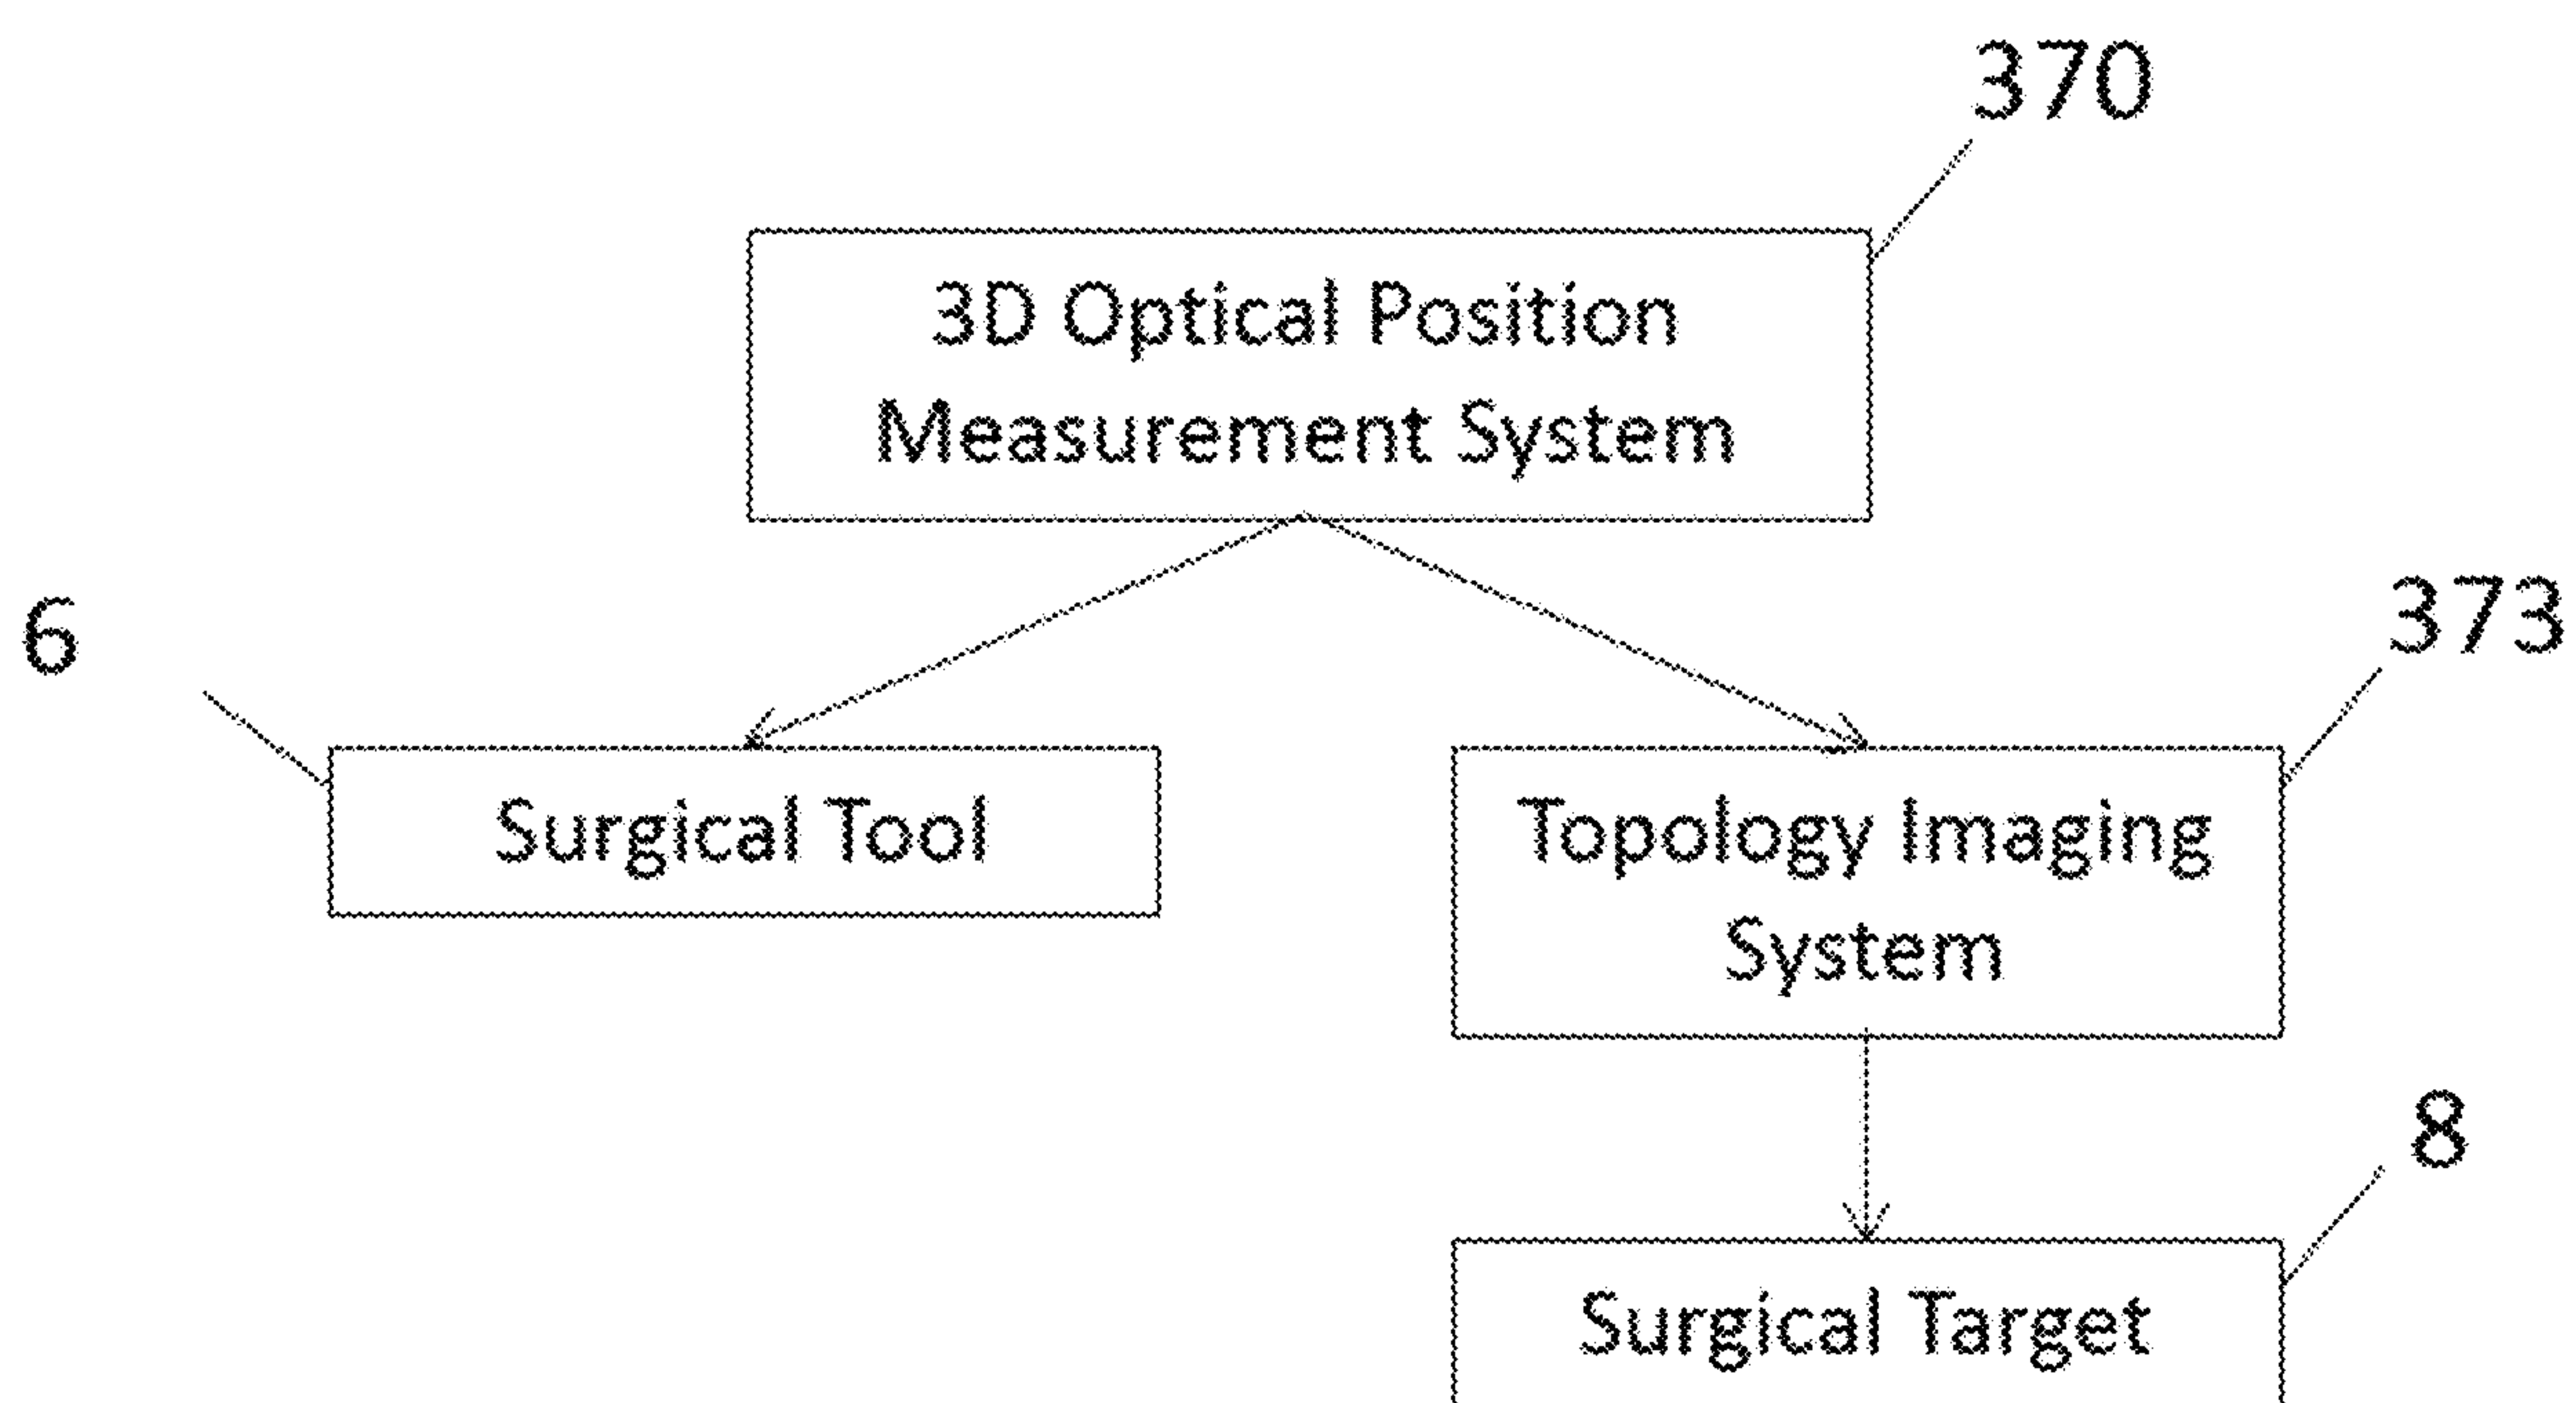 370
3D Optical Position
Measurement System
6
373
Surgical Tool
Topology Imaging
System
8
Surgical Target